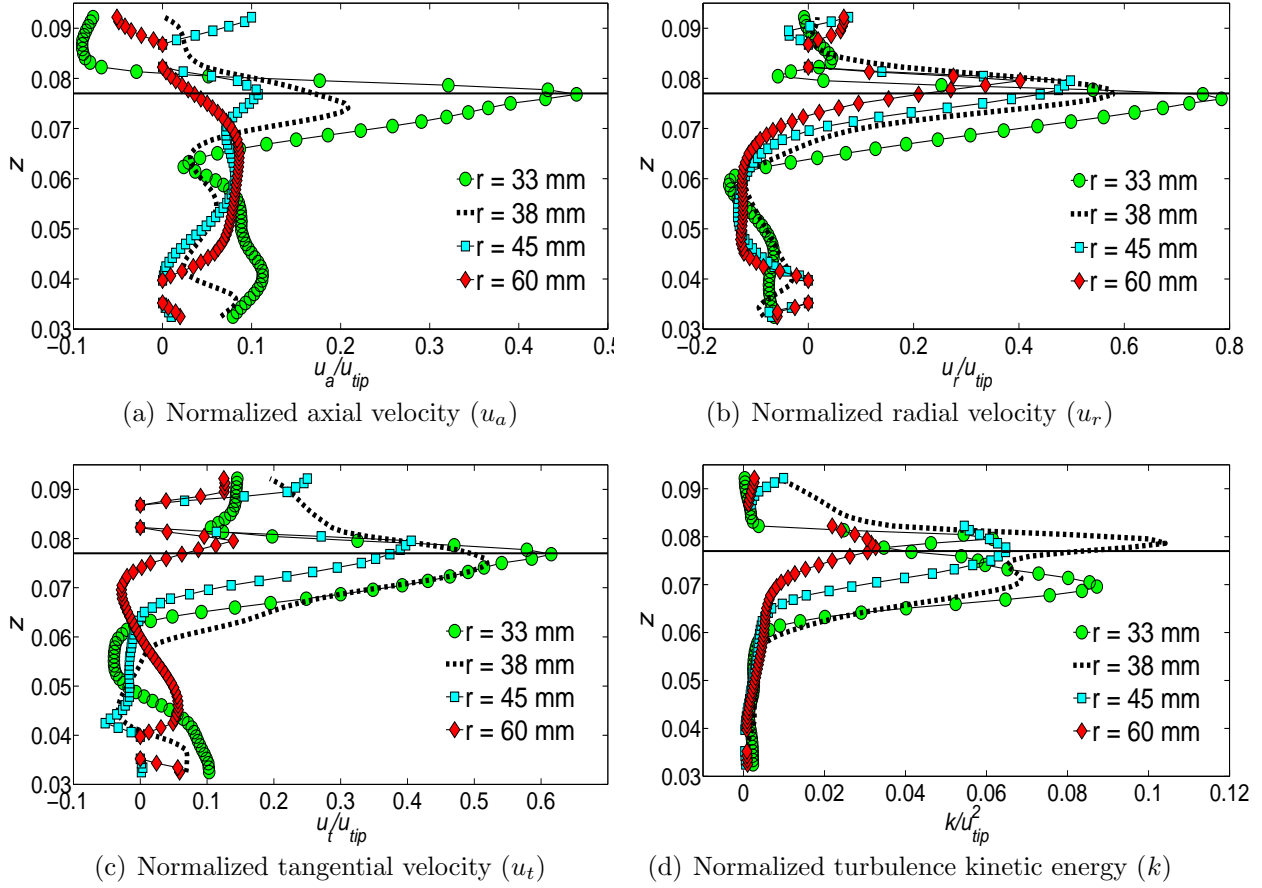 0.09
0.08
0.07
0.06
0.05
0.04
0.03
z
−0.1 0 0.1 0.2 0.3 0.4 0.5
u_a/u_tip
r = 33 mm
r = 38 mm
r = 45 mm
r = 60 mm
(a) Normalized axial velocity (u_a)
0.09
0.08
0.07
0.06
0.05
0.04
0.03
z
−0.2 0 0.2 0.4 0.6 0.8
u_r/u_tip
r = 33 mm
r = 38 mm
r = 45 mm
r = 60 mm
(b) Normalized radial velocity (u_r)
0.09
0.08
0.07
0.06
0.05
0.04
0.03
z
−0.1 0 0.1 0.2 0.3 0.4 0.5 0.6
u_t/u_tip
r = 33 mm
r = 38 mm
r = 45 mm
r = 60 mm
(c) Normalized tangential velocity (u_t)
0.09
0.08
0.07
0.06
0.05
0.04
0.03
z
0 0.02 0.04 0.06 0.08 0.1 0.12
k/u²_tip
r = 33 mm
r = 38 mm
r = 45 mm
r = 60 mm
(d) Normalized turbulence kinetic energy (k)